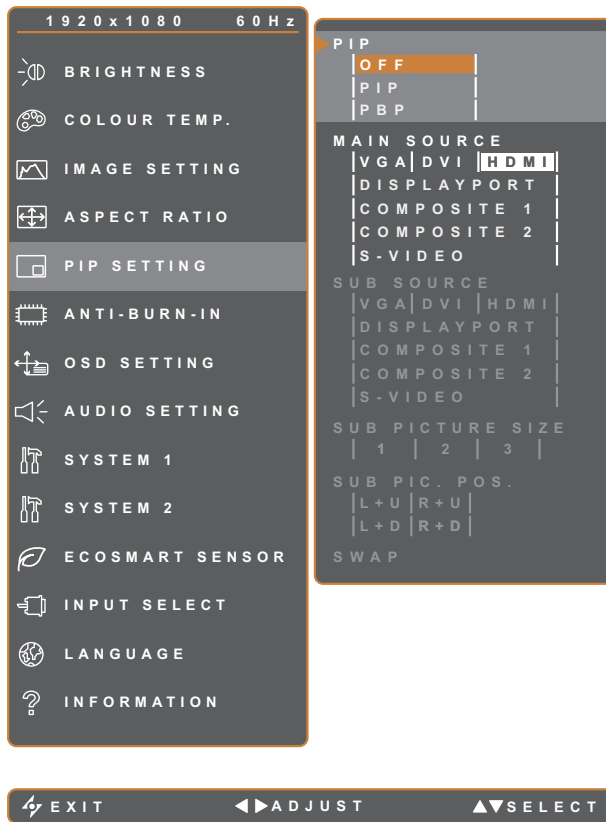 1920x1080 60Hz
BRIGHTNESS
COLOUR TEMP.
IMAGE SETTING
ASPECT RATIO
PIP SETTING
ANTI-BURN-IN
OSD SETTING
AUDIO SETTING
SYSTEM 1
SYSTEM 2
ECOSMART SENSOR
INPUT SELECT
LANGUAGE
INFORMATION
PIP
OFF
PIP
PBP
MAIN SOURCE
VGA DVI HDMI
DISPLAYPORT
COMPOSITE 1
COMPOSITE 2
S-VIDEO
SUB SOURCE
VGA DVI HDMI
DISPLAYPORT
COMPOSITE 1
COMPOSITE 2
S-VIDEO
SUB PICTURE SIZE
1 2 3
SUB PIC. POS.
L+U R+U
L+D R+D
SWAP
EXIT ADJUST SELECT